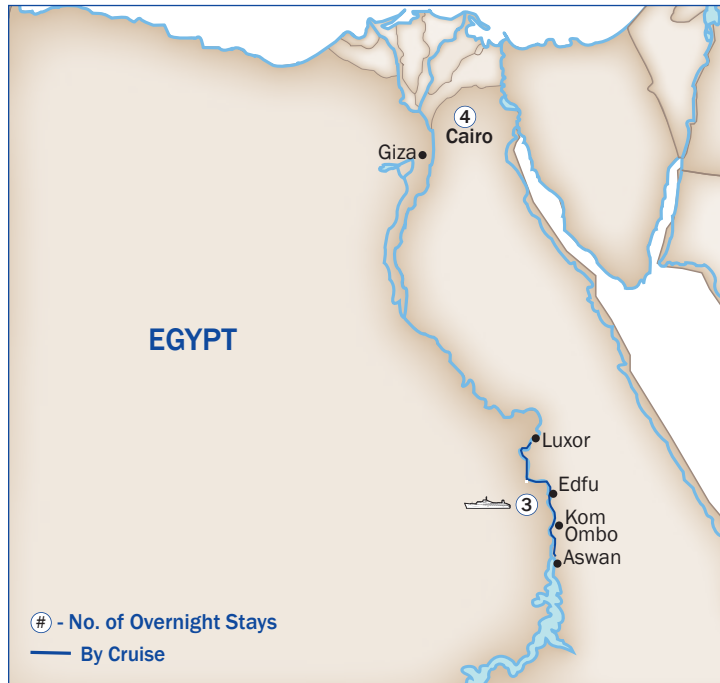 4
Cairo
Giza
EGYPT
Luxor
Edfu
3
Kom
Ombo
Aswan
# - No. of Overnight Stays
By Cruise